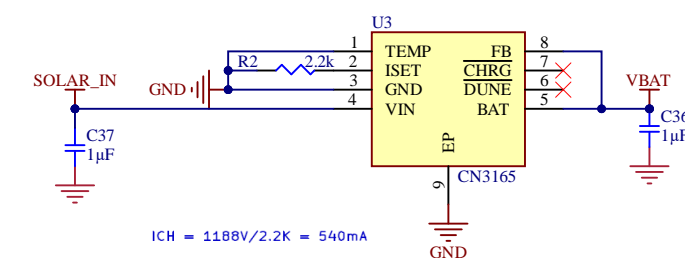 U3
1 TEMP FB 8
R2 2.2k 2 ISET CHRG 7
SOLAR_IN GND 3 GND DUNE 6 VBAT
4 VIN BAT 5
C37 C36
1µF EP 1µF
9 CN3165
ICH = 1188V/2.2K = 540mA
GND